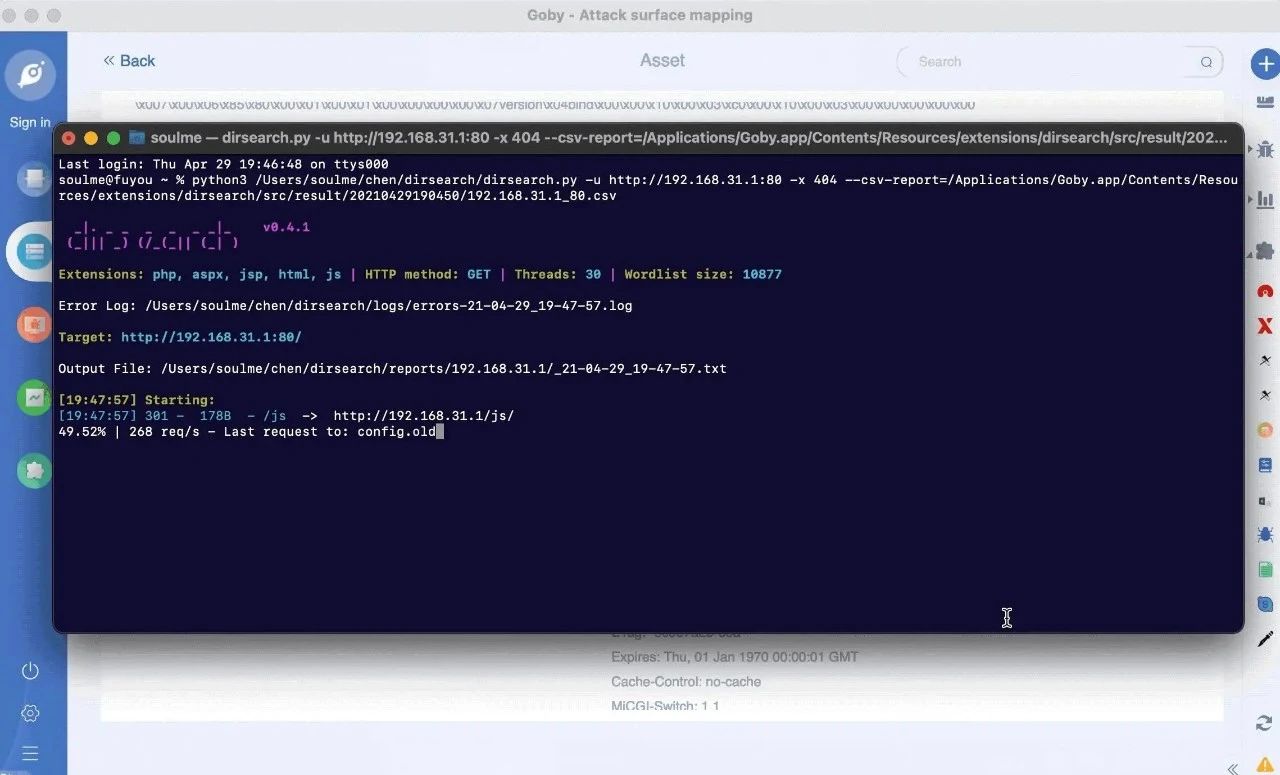 Goby - Attack surface mapping
« Back
Asset
Search
Sign in
\x007\x00\x06\x85\x80\x00\x01\x00\x01\x00\x00\x00\x00\x07version\x04bind\x00\x00\x10\x00\x03\xc0\x00\x10\x00\x03\x00\x00\x00\x00\x00
soulme — dirsearch.py -u http://192.168.31.1:80 -x 404 --csv-report=/Applications/Goby.app/Contents/Resources/extensions/dirsearch/src/result/202...
Last login: Thu Apr 29 19:46:48 on ttys000
soulme@fuyou ~ % python3 /Users/soulme/chen/dirsearch/dirsearch.py -u http://192.168.31.1:80 -x 404 --csv-report=/Applications/Goby.app/Contents/Resou
rces/extensions/dirsearch/src/result/20210429190450/192.168.31.1_80.csv
v0.4.1
Extensions: php, aspx, jsp, html, js | HTTP method: GET | Threads: 30 | Wordlist size: 10877
Error Log: /Users/soulme/chen/dirsearch/logs/errors-21-04-29_19-47-57.log
Target: http://192.168.31.1:80/
Output File: /Users/soulme/chen/dirsearch/reports/192.168.31.1/_21-04-29_19-47-57.txt
[19:47:57] Starting:
[19:47:57] 301 - 178B - /js -> http://192.168.31.1/js/
49.52% | 268 req/s - Last request to: config.old
Expires: Thu, 01 Jan 1970 00:00:01 GMT
Cache-Control: no-cache
MiCGI-Switch: 1 1